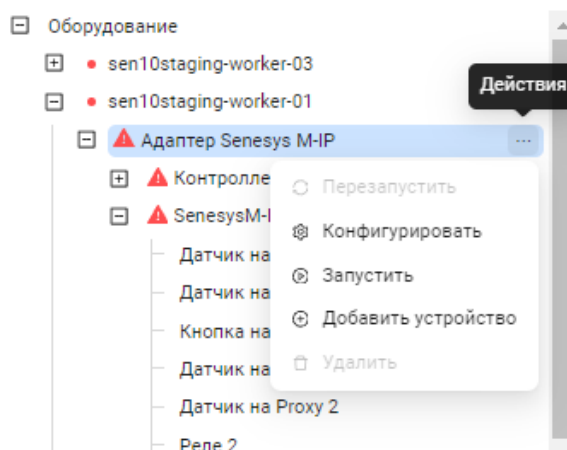 Оборудование
sen10staging-worker-03
Действия
sen10staging-worker-01
Адаптер Senesys M-IP
Контролле
Перезапустить
SenesysM-I
Конфигурировать
Датчик на
Запустить
Датчик на
Добавить устройство
Кнопка на
Датчик на
Удалить
Датчик на Proxy 2
Реле 2